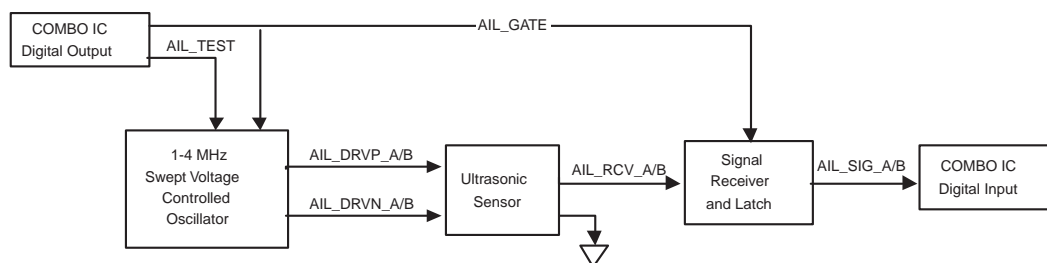 COMBO IC
Digital Output
AIL_GATE
AIL_TEST
1-4 MHz
Swept Voltage
Controlled
Oscillator
AIL_DRVP_A/B
AIL_DRVN_A/B
Ultrasonic
Sensor
AIL_RCV_A/B
Signal
Receiver
and Latch
AIL_SIG_A/B
COMBO IC
Digital Input